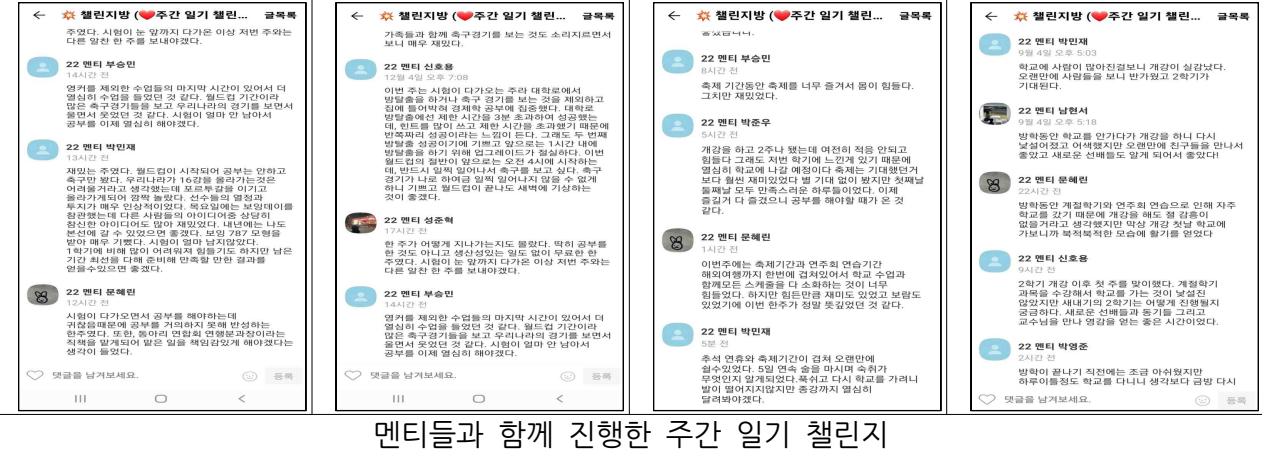 ← 💥 챌린지방 (❤주간 일기 챌린... 글목록
주였다. 시험이 눈 앞까지 다가온 이상 저번 주와는
다른 알찬 한 주를 보내야겠다.
22 멘티 부승민
14시간 전
영커를 제외한 수업들의 마지막 시간이 있어서 더
열심히 수업을 들었던 것 같다. 월드컵 기간이라
많은 축구경기들을 보고 우리나라의 경기를 보면서
울면서 웃었던 것 같다. 시험이 얼마 안 남아서
공부를 이제 열심히 해야겠다.
22 멘티 박민재
13시간 전
재밌는 주였다. 월드컵이 시작되어 공부는 안하고
축구만 봤다. 우리나라가 16강을 올라가는것은
어려울거라고 생각했는데 포르투갈을 이기고
올라가게되어 깜짝 놀랐다. 선수들의 열정과
투지가 매우 인상적이었다. 목요일에는 보잉데이를
참관했는데 다른 사람들의 아이디어중 상당히
참신한 아이디어도 많아 재밌었다. 내년에는 나도
본선에 갈 수 있었으면 좋겠다. 보잉 787 모형을
받아 매우 기뻤다. 시험이 얼마 남지않았다.
1학기에 비해 많이 어려워져 힘들기도 하지만 남은
기간 최선을 다해 준비해 만족할 만한 결과를
얻을수있으면 좋겠다.
22 멘티 문혜린
12시간 전
시험이 다가오면서 공부를 해야하는데
귀찮음때문에 공부를 거의하지 못해 반성하는
한주였다. 또한, 동아리 연합회 연행분과장이라는
직책을 맡게되어 맡은 일을 책임감있게 해야겠다는
생각이 들었다.
댓글을 남겨보세요. 등록
← 💥 챌린지방 (❤주간 일기 챌린... 글목록
가족들과 함께 축구경기를 보는 것도 소리지르면서
보니 매우 재밌다.
22 멘티 신호용
12월 4일 오후 7:08
이번 주는 시험이 다가오는 주라 대학로에서
방탈출을 하거나 축구 경기를 보는 것을 제외하고
집에 틀어박혀 경제학 공부에 집중했다. 대학로
방탈출에선 제한 시간을 3분 초과하여 성공했는
데, 힌트를 많이 쓰고 제한 시간을 초과했기 때문에
반쪽짜리 성공이라는 느낌이 든다. 그래도 두 번째
방탈출 성공이기에 기쁘고 앞으로는 1시간 내에
방탈출을 하기 위해 업그레이드가 절실하다. 이번
월드컵의 절반이 앞으로는 오전 4시에 시작하는
데, 반드시 일찍 일어나서 축구를 보고 싶다. 축구
경기가 나로 하여금 일찍 일어나지 않을 수 없게
하니 기쁘고 월드컵이 끝나도 새벽에 기상하는
것이 좋겠다.
22 멘티 성준혁
17시간 전
한 주가 어떻게 지나가는지도 몰랐다. 딱히 공부를
한 것도 아니고 생산성있는 일도 없이 무료한 한
주였다. 시험이 눈 앞까지 다가온 이상 저번 주와는
다른 알찬 한 주를 보내야겠다.
22 멘티 부승민
14시간 전
영커를 제외한 수업들의 마지막 시간이 있어서 더
열심히 수업을 들었던 것 같다. 월드컵 기간이라
많은 축구경기들을 보고 우리나라의 경기를 보면서
울면서 웃었던 것 같다. 시험이 얼마 안 남아서
공부를 이제 열심히 해야겠다.
댓글을 남겨보세요. 등록
← 💥 챌린지방 (❤주간 일기 챌린... 글목록
22 멘티 부승민
8시간 전
축제 기간동안 축제를 너무 즐겨서 몸이 힘들다.
그치만 재밌었다.
22 멘티 박준우
5시간 전
개강을 하고 2주나 됐는데 여전히 적응 안되고
힘들다 그래도 저번 학기에 느낀게 있기 때문에
열심히 학교에 나갈 예정이다 축제는 기대했던거
보다 훨씬 재미있었다 별 기대 없이 봤지만 첫째날
둘째날 모두 만족스러운 하루들이었다. 이제
즐길거 다 즐겼으니 공부를 해야할 때가 온 것
같다.
22 멘티 문혜린
1시간 전
이번주에는 축제기간과 연주회 연습기간
해외여행까지 한번에 겹쳐있어서 학교 수업과
함께모든 스케줄을 다 소화하는 것이 너무
힘들었다. 하지만 힘든만큼 재미도 있었고 보람도
있었기에 이번 한주가 정말 뜻깊었던 것 같다.
22 멘티 박민재
5분 전
추석 연휴와 축제기간이 겹쳐 오랜만에
쉴수있었다. 5일 연속 술을 마시며 숙취가
무엇인지 알게되었다.푹쉬고 다시 학교를 가려니
발이 떨어지지않지만 종강까지 열심히
달려봐야겠다.
← 💥 챌린지방 (❤주간 일기 챌린... 글목록
22 멘티 박민재
9월 4일 오후 5:03
학교에 사람이 많아진걸보니 개강이 실감났다.
오랜만에 사람들을 보니 반가웠고 2학기가
기대된다.
22 멘티 남현서
9월 4일 오후 5:18
방학동안 학교를 안가다가 개강을 하니 다시
낯설어졌고 어색했지만 오랜만에 친구들을 만나서
좋았고 새로운 선배들도 알게 되어서 좋았다!
22 멘티 문혜린
22시간 전
방학동안 계절학기와 연주회 연습으로 인해 자주
학교를 갔기 때문에 개강을 해도 절 감흥이
없을거라고 생각했지만 막상 개강 첫날 학교에
가보니까 북적북적한 모습에 활기를 얻었다
22 멘티 신호용
9시간 전
2학기 개강 이후 첫 주를 맞이했다. 계절학기
과목을 수강해서 학교를 가는 것이 낯설진
않았지만 새내기의 2학기는 어떻게 진행될지
궁금하다. 새로운 선배들과 동기들 그리고
교수님을 만나 영감을 얻는 좋은 시간이었다.
22 멘티 박영준
2시간 전
방학이 끝나기 직전에는 조금 아쉬웠지만
하루이틀정도 학교를 다니니 생각보다 금방 다시
댓글을 남겨보세요. 등록
멘티들과 함께 진행한 주간 일기 챌린지